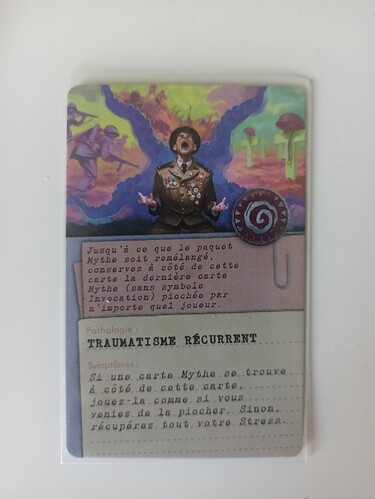 Jusqu'à ce que le paquet
Mythe soit remélangé,
conservez à côté de cette
carte la dernière carte
Mythe (sans symbole
Invocation) piochée par
n'importe quel joueur.
Pathologie :
TRAUMATISME RÉCURRENT
Symptômes :
Si une carte Mythe se trouve
à côté de cette carte,
jouez-la comme si vous
veniez de la piocher. Sinon,
récupérez tout votre Stress.